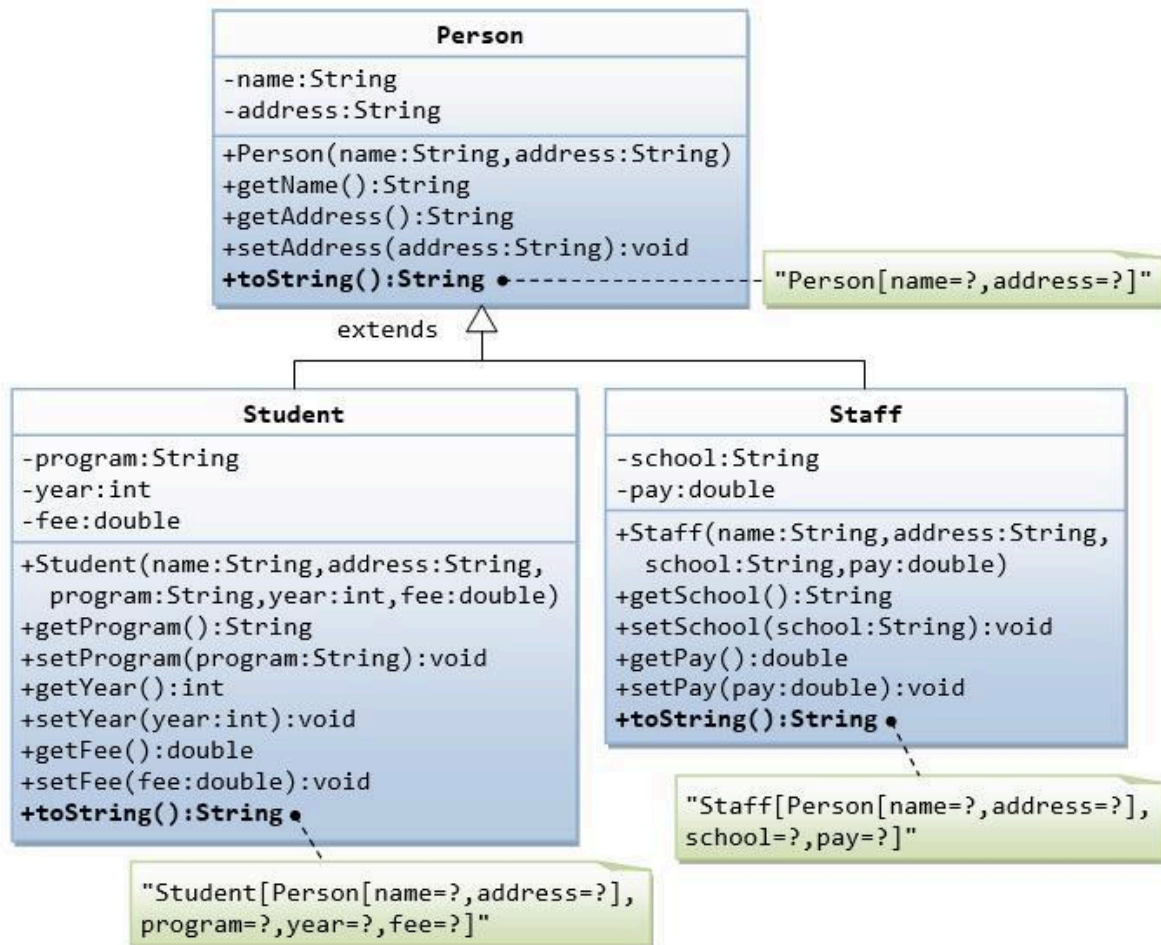 Person
-name:String
-address:String
+Person(name:String,address:String)
+getName():String
+getAddress():String
+setAddress(address:String):void
+toString():String
"Person[name=?,address=?]"
extends
Student
-program:String
-year:int
-fee:double
+Student(name:String,address:String,
program:String,year:int,fee:double)
+getProgram():String
+setProgram(program:String):void
+getYear():int
+setYear(year:int):void
+getFee():double
+setFee(fee:double):void
+toString():String
"Student[Person[name=?,address=?],
program=?,year=?,fee=?]"
Staff
-school:String
-pay:double
+Staff(name:String,address:String,
school:String,pay:double)
+getSchool():String
+setSchool(school:String):void
+getPay():double
+setPay(pay:double):void
+toString():String
"Staff[Person[name=?,address=?],
school=?,pay=?]"